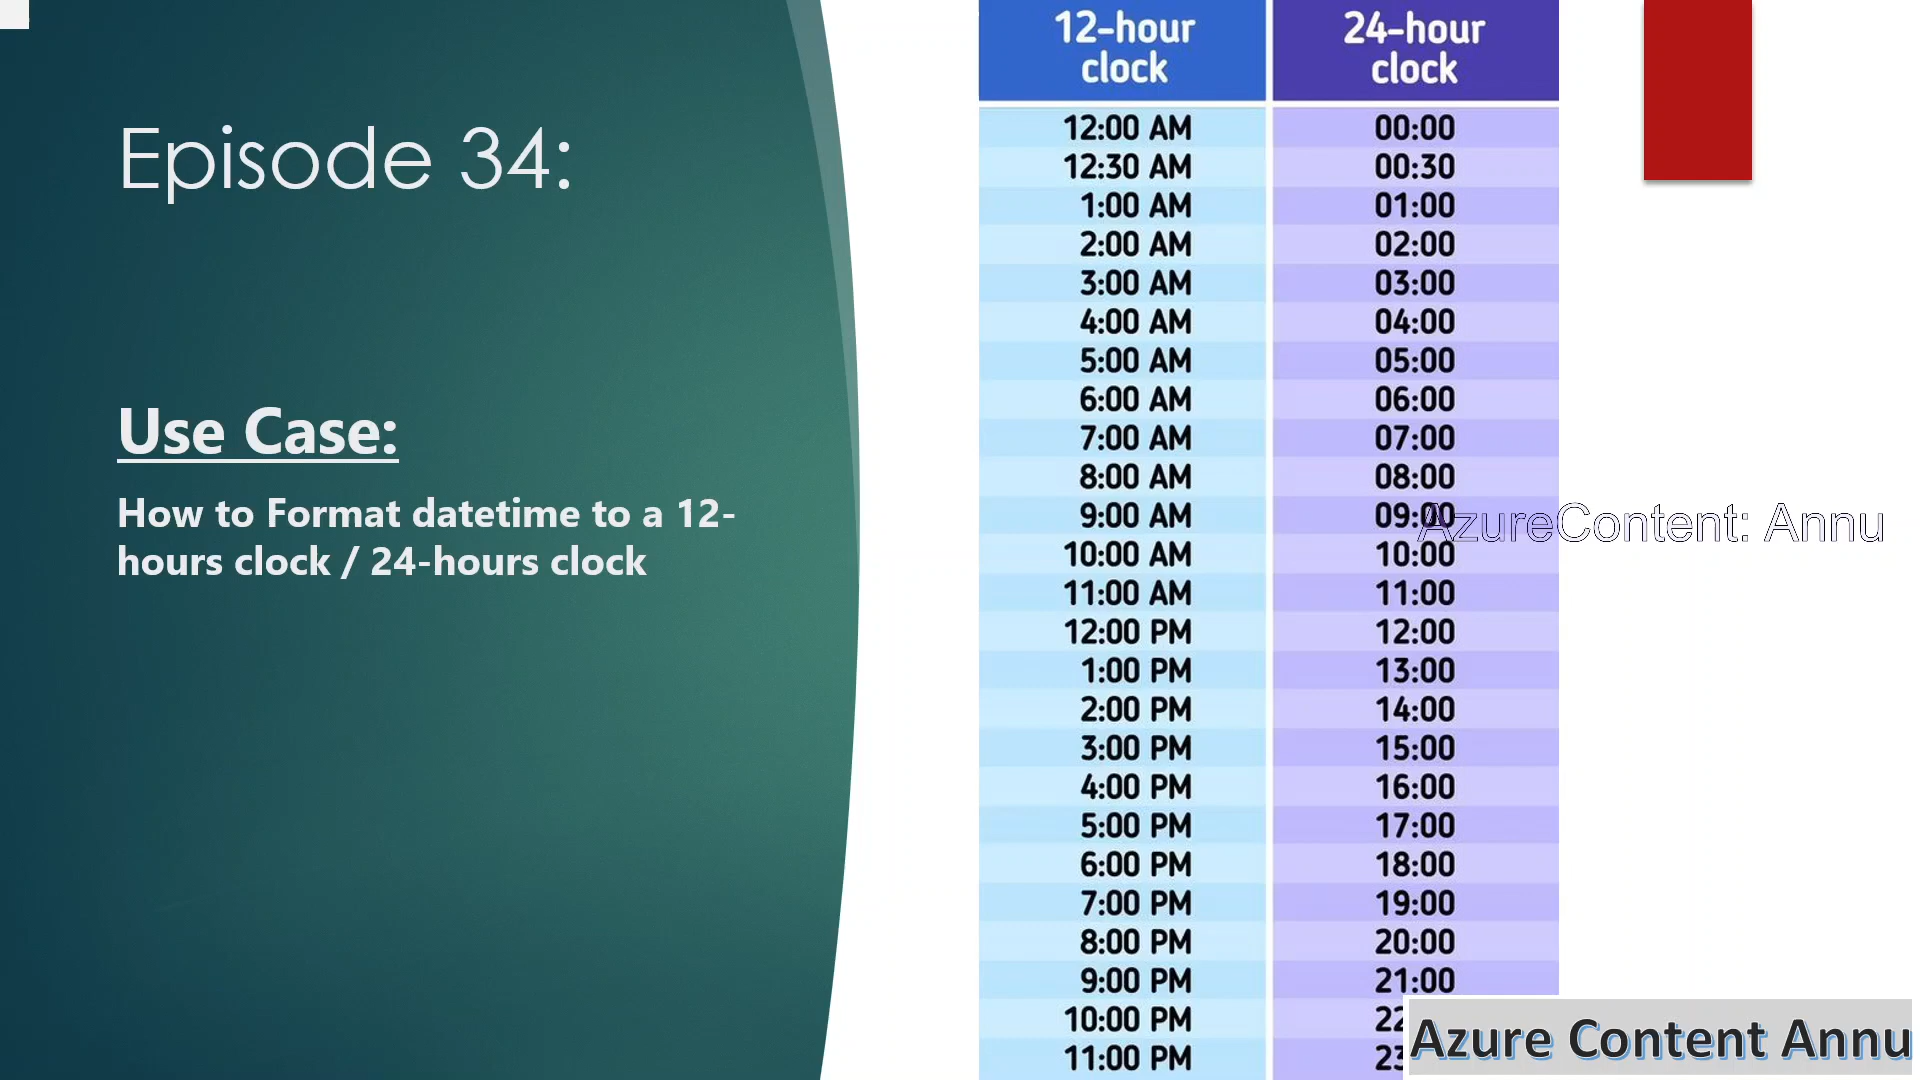 Episode 34:
Use Case:
How to Format datetime to a 12-
hours clock / 24-hours clock
12-hour
clock
24-hour
clock
12:00 AM 00:00
12:30 AM 00:30
1:00 AM 01:00
2:00 AM 02:00
3:00 AM 03:00
4:00 AM 04:00
5:00 AM 05:00
6:00 AM 06:00
7:00 AM 07:00
8:00 AM 08:00
9:00 AM 09:00
AzureContent: Annu
10:00 AM 10:00
11:00 AM 11:00
12:00 PM 12:00
1:00 PM 13:00
2:00 PM 14:00
3:00 PM 15:00
4:00 PM 16:00
5:00 PM 17:00
6:00 PM 18:00
7:00 PM 19:00
8:00 PM 20:00
9:00 PM 21:00
10:00 PM 22
11:00 PM 23
Azure Content Annu